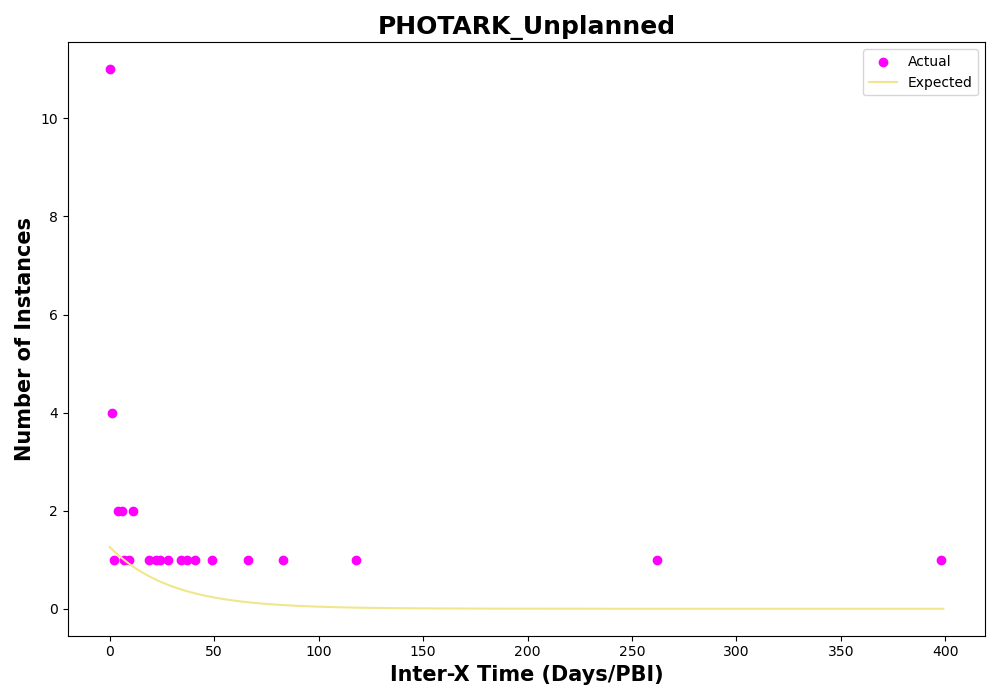 PHOTARK_Unplanned
Actual
Expected
Number of Instances
10
8
6
4
2
0
0 50 100 150 200 250 300 350 400
Inter-X Time (Days/PBI)